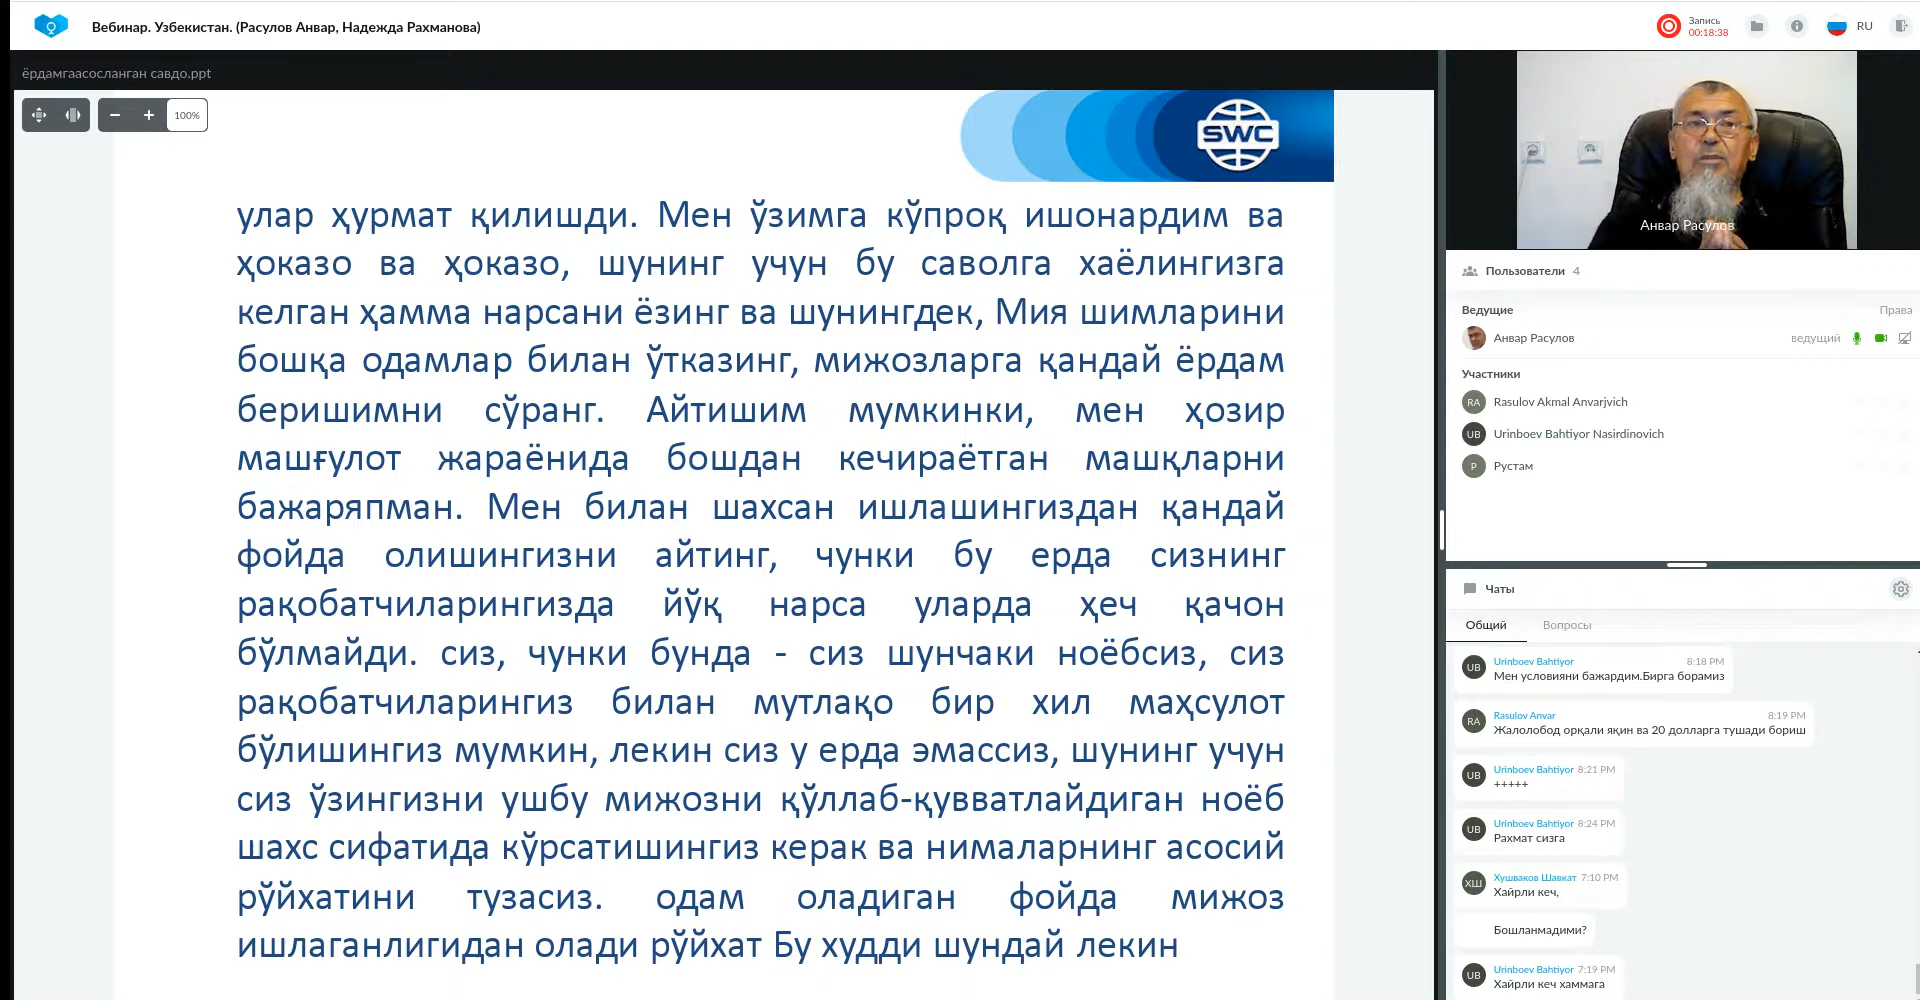 Вебинар. Узбекистан. (Расулов Анвар, Надежда Рахманова)
Запись
00:18:38
RU
ёрдамгаасосланган савдо.ppt
100%
SWC
улар ҳурмат қилишди. Мен ўзимга кўпроқ ишонардим ва
ҳоказо ва ҳоказо, шунинг учун бу саволга хаёлингизга
келган ҳамма нарсани ёзинг ва шунингдек, Мия шимларини
бошқа одамлар билан ўтказинг, мижозларга қандай ёрдам
беришимни сўранг. Айтишим мумкинки, мен ҳозир
машғулот жараёнида бошдан кечираётган машқларни
бажаряпман. Мен билан шахсан ишлашингиздан қандай
фойда олишингизни айтинг, чунки бу ерда сизнинг
рақобатчиларингизда йўқ нарса уларда ҳеч қачон
бўлмайди. сиз, чунки бунда - сиз шунчаки ноёбсиз, сиз
рақобатчиларингиз билан мутлақо бир хил маҳсулот
бўлишингиз мумкин, лекин сиз у ерда эмассиз, шунинг учун
сиз ўзингизни ушбу мижозни қўллаб-қувватлайдиган ноёб
шахс сифатида кўрсатишингиз керак ва нималарнинг асосий
рўйхатини тузасиз. одам оладиган фойда мижоз
ишлаганлигидан олади рўйхат Бу худди шундай лекин
Анвар Расулов
Пользователи 4
Ведущие Права
Анвар Расулов ведущий
Участники
RA Rasulov Akmal Anvarjvich
UB Urinboev Bahtiyor Nasirdinovich
Р Рустам
Чаты
Общий Вопросы
UB Urinboev Bahtiyor 8:18 PM
Мен условияни бажардим.Бирга борамиз
RA Rasulov Anvar 8:19 PM
Жалолобод орқали яқин ва 20 долларга тушади бориш
UB Urinboev Bahtiyor 8:21 PM
+++++
UB Urinboev Bahtiyor 8:24 PM
Рахмат сизга
ХШ Хушваков Шавкат 7:10 PM
Хайрли кеч,
Бошланмадими?
UB Urinboev Bahtiyor 7:19 PM
Хайрли кеч хаммага